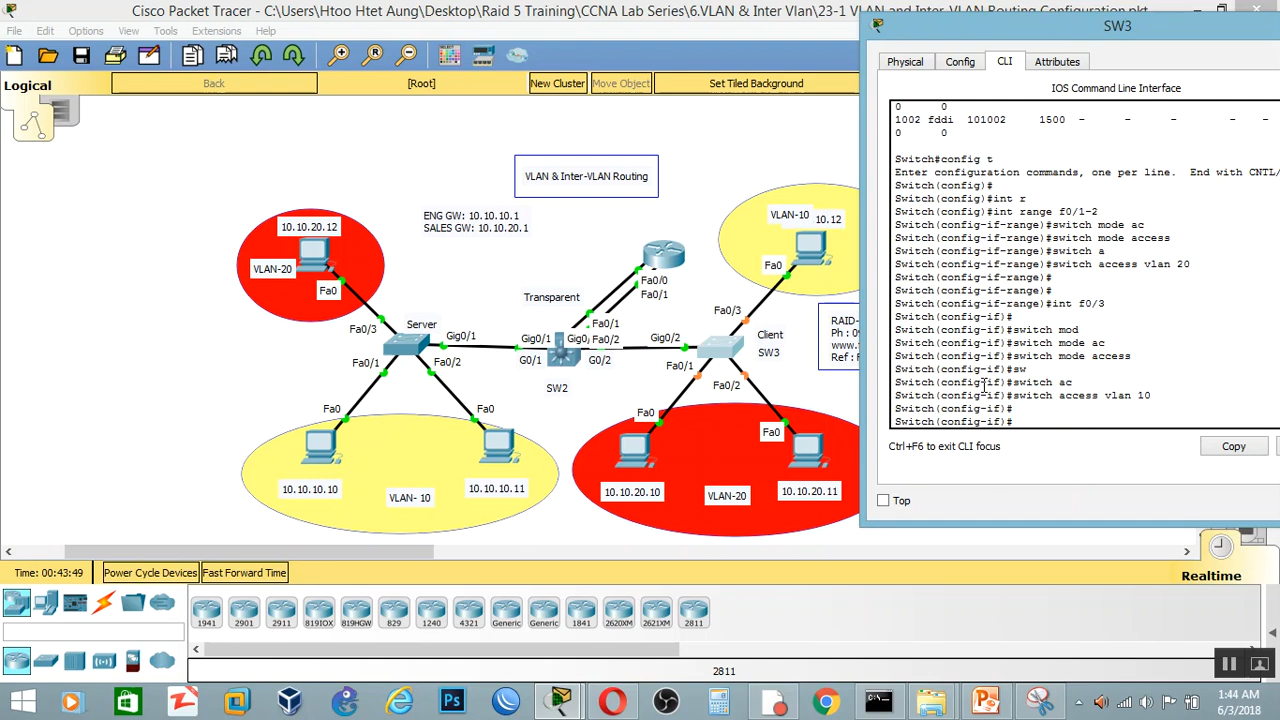 Cisco Packet Tracer - C:\Users\Htoo Htet Aung\Desktop\Raid 5 Training\CCNA Lab Series\6.VLAN & Inter Vlan\23-1 VLAN and Inter-VLAN Routing Configuration.pkt
File Edit Options View Tools Extensions Help
Logical
Back
[Root]
New Cluster
Move Object
Set Tiled Background
VLAN & Inter-VLAN Routing
ENG GW: 10.10.10.1
SALES GW: 10.10.20.1
10.10.20.12
VLAN-20
Fa0
VLAN-10
10.12
Fa0
Transparent
Fa0/0
Fa0/1
Fa0/3
Server
Gig0/1
Gig0/1
Fa0/1
Gig0/
Fa0/2
Gig0/2
Fa0/3
Client
SW3
RAID-
Ph : 09
www.
Ref : F
Fa0/1
Fa0/2
G0/1
G0/2
SW2
Fa0/1
Fa0/2
Fa0
Fa0
Fa0
Fa0
10.10.10.10
VLAN- 10
10.10.10.11
10.10.20.10
VLAN-20
10.10.20.11
SW3
Physical
Config
CLI
Attributes
IOS Command Line Interface
0 0
1002 fddi 101002 1500 - - - - -
0 0
Switch#config t
Enter configuration commands, one per line. End with CNTL/
Switch(config)#
Switch(config)#int r
Switch(config)#int range f0/1-2
Switch(config-if-range)#switch mode ac
Switch(config-if-range)#switch mode access
Switch(config-if-range)#switch a
Switch(config-if-range)#switch access vlan 20
Switch(config-if-range)#
Switch(config-if-range)#
Switch(config-if-range)#int f0/3
Switch(config-if)#
Switch(config-if)#switch mod
Switch(config-if)#switch mode ac
Switch(config-if)#switch mode access
Switch(config-if)#sw
Switch(config-if)#switch ac
Switch(config-if)#switch access vlan 10
Switch(config-if)#
Switch(config-if)#
Ctrl+F6 to exit CLI focus
Copy
Top
Time: 00:43:49
Power Cycle Devices
Fast Forward Time
Realtime
1941
2901
2911
819IOX
819HGW
829
1240
4321
Generic
Generic
1841
2620XM
2621XM
2811
2811
1:44 AM
6/3/2018